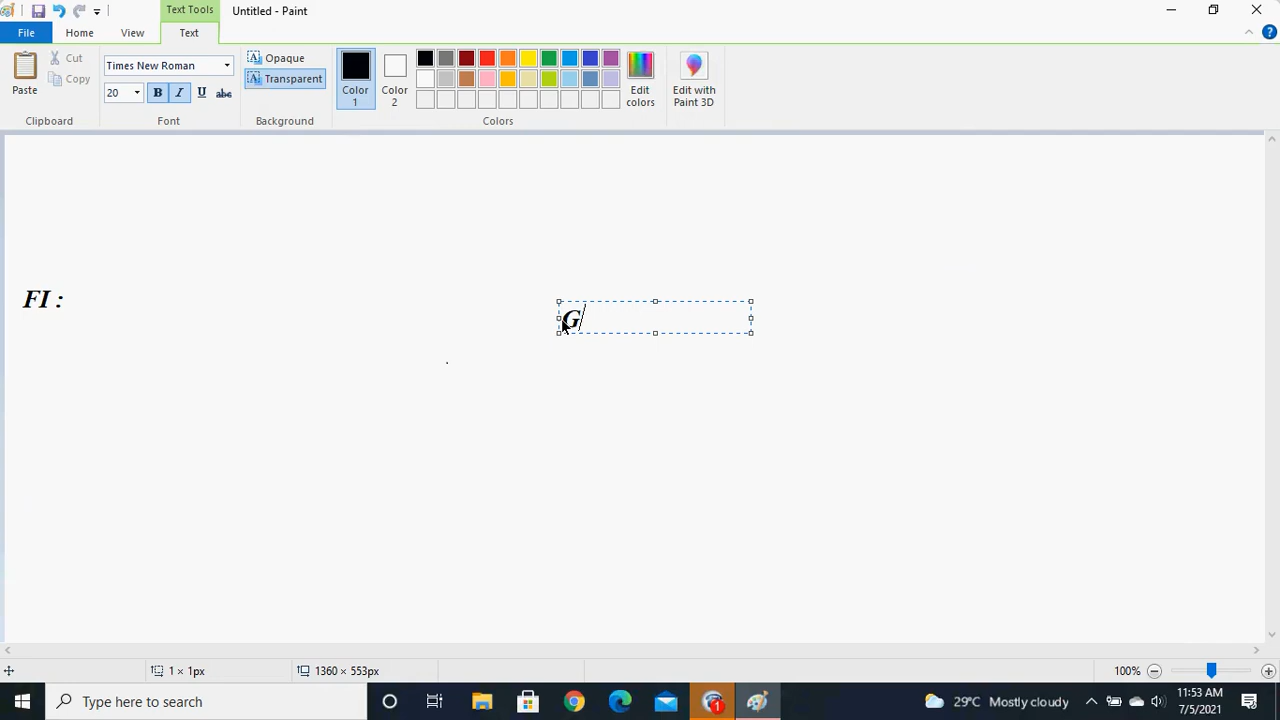 Text Tools
Untitled - Paint
File
Home
View
Text
Paste
Cut
Copy
Clipboard
Times New Roman
20
B I U abc
Font
Opaque
Transparent
Background
Color 1
Color 2
Edit colors
Colors
Edit with Paint 3D
FI :
G
1 × 1px
1360 × 553px
100%
Type here to search
1
29°C Mostly cloudy
11:53 AM
7/5/2021